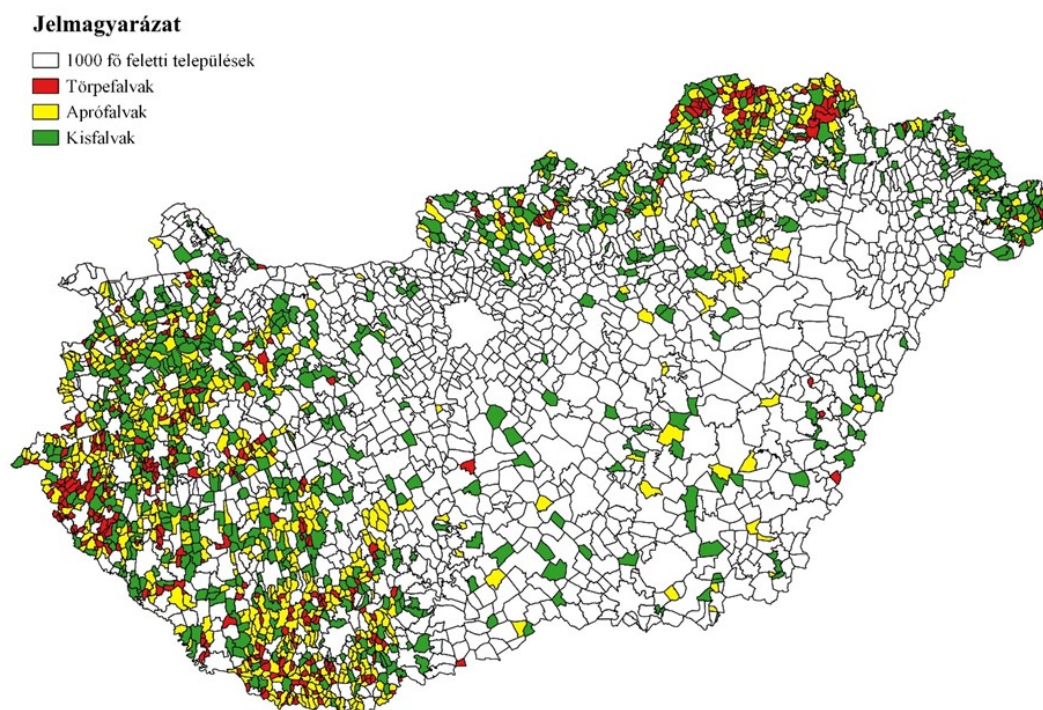 Jelmagyarázat
1000 fő feletti települések
Törpefalvak
Aprófalvak
Kisfalvak